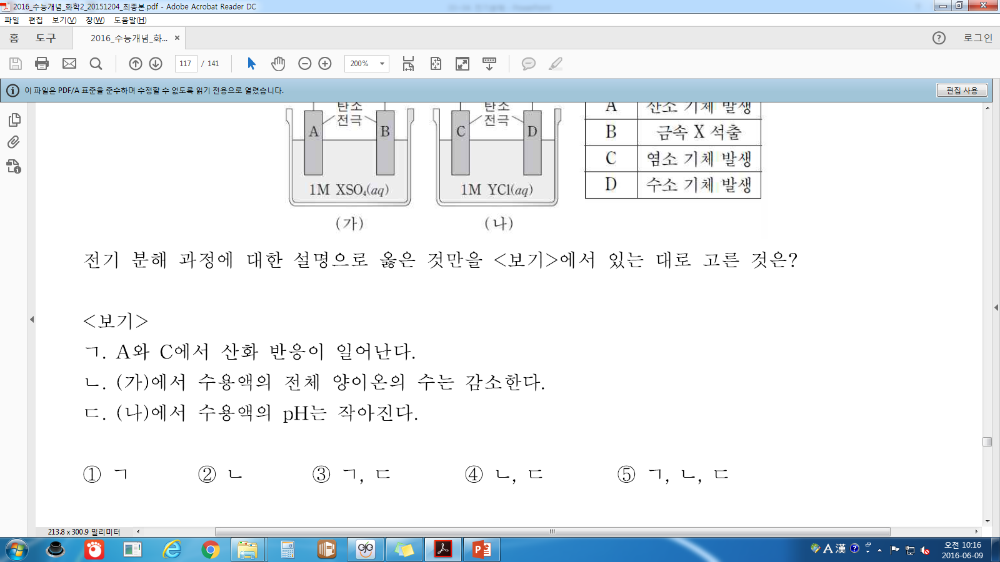 2016_수능개념_화학2_20151204_최종본.pdf - Adobe Acrobat Reader DC
파일 편집 보기(V) 창(W) 도움말(H)
홈 도구 2016_수능개념_화... × 로그인
117 / 141 200%
이 파일은 PDF/A 표준을 준수하며 수정할 수 없도록 읽기 전용으로 열렸습니다. 편집 사용
탄소 전극
A B
1M XSO₄(aq)
(가)
탄소 전극
C D
1M YCl(aq)
(나)
A 산소 기체 발생
B 금속 X 석출
C 염소 기체 발생
D 수소 기체 발생
전기 분해 과정에 대한 설명으로 옳은 것만을 <보기>에서 있는 대로 고른 것은?
<보기>
ㄱ. A와 C에서 산화 반응이 일어난다.
ㄴ. (가)에서 수용액의 전체 양이온의 수는 감소한다.
ㄷ. (나)에서 수용액의 pH는 작아진다.
① ㄱ ② ㄴ ③ ㄱ, ㄷ ④ ㄴ, ㄷ ⑤ ㄱ, ㄴ, ㄷ
213.8 x 300.9 밀리미터
A 漢
오전 10:16
2016-06-09